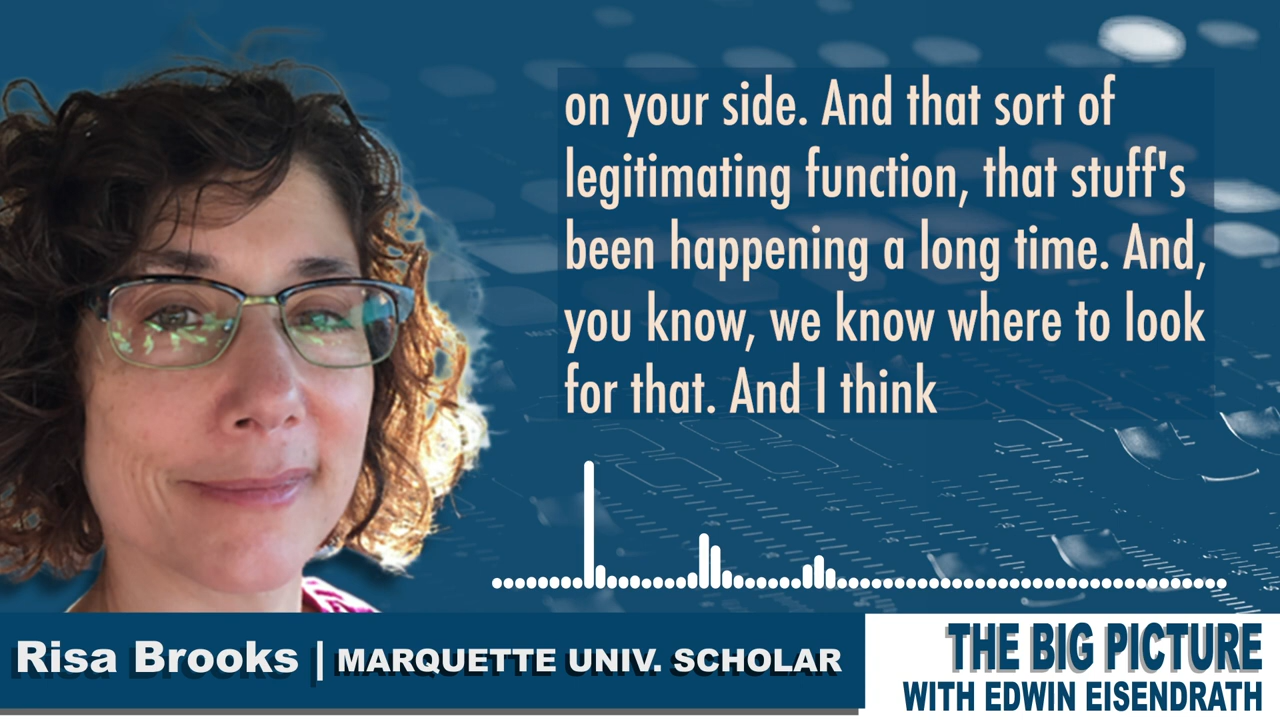 on your side. And that sort of
legitimating function, that stuff's
been happening a long time. And,
you know, we know where to look
for that. And I think
Risa Brooks | MARQUETTE UNIV. SCHOLAR
THE BIG PICTURE
WITH EDWIN EISENDRATH